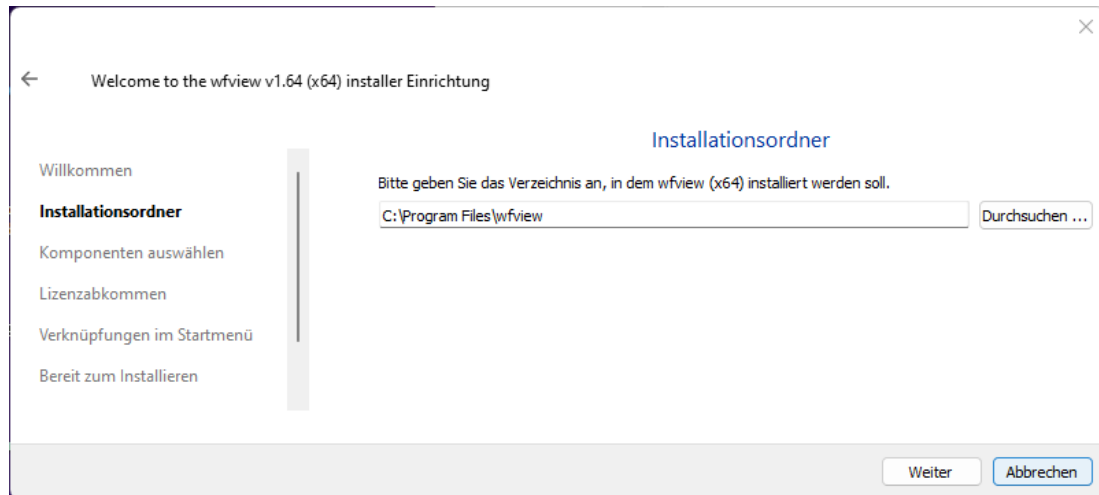 Welcome to the wfview v1.64 (x64) installer Einrichtung
Willkommen
Installationsordner
Komponenten auswählen
Lizenzabkommen
Verknüpfungen im Startmenü
Bereit zum Installieren
Installationsordner
Bitte geben Sie das Verzeichnis an, in dem wfview (x64) installiert werden soll.
C:\Program Files\wfview
Durchsuchen ...
Weiter
Abbrechen